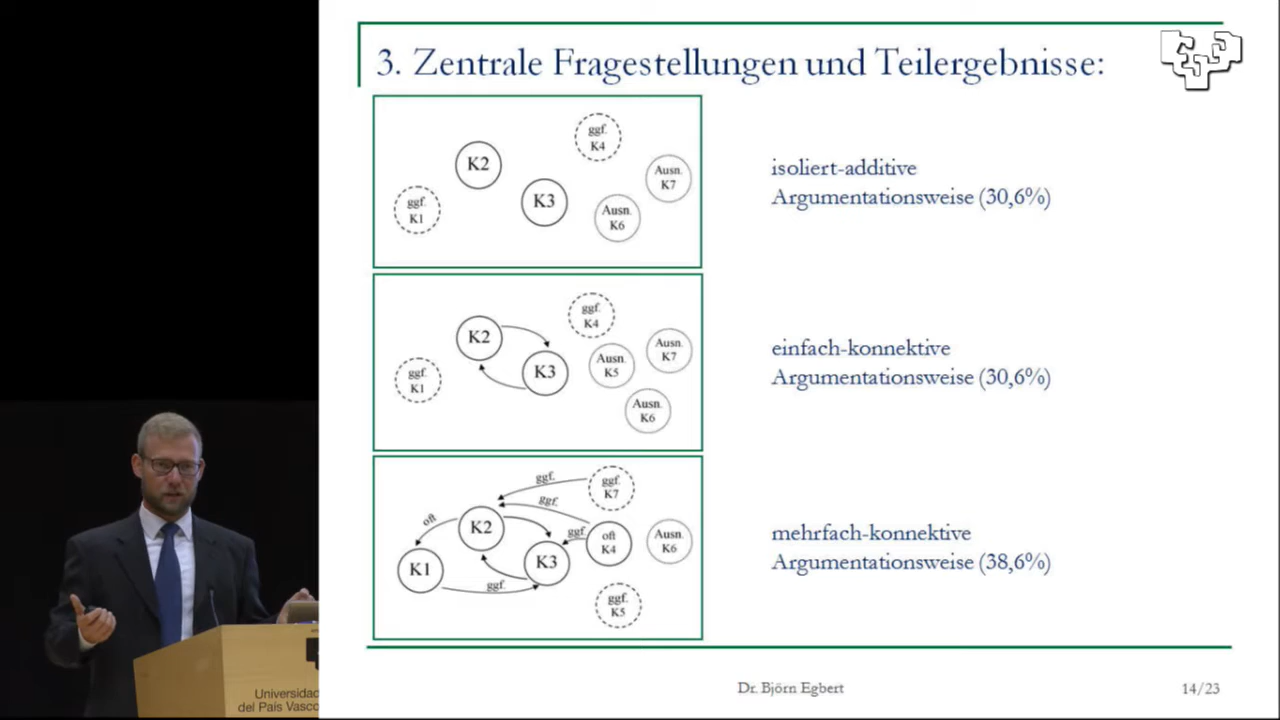 3. Zentrale Fragestellungen und Teilergebnisse:
K2
ggf.
K4
Ausn.
K7
ggf.
K1
K3
Ausn.
K6
isoliert-additive
Argumentationsweise (30,6%)
K2
ggf.
K4
Ausn.
K7
ggf.
K1
K3
Ausn.
K5
Ausn.
K6
einfach-konnektive
Argumentationsweise (30,6%)
ggf.
ggf.
K7
ggf.
oft
K2
ggf.
oft
K4
Ausn.
K6
K1
K3
ggf.
ggf.
K5
mehrfach-konnektive
Argumentationsweise (38,6%)
Dr. Björn Egbert
14/23
Universidad
del País Vasco